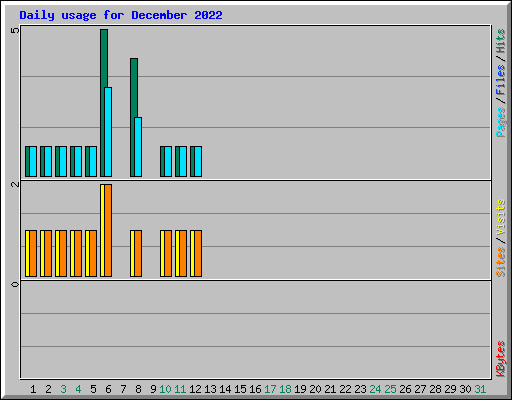 Daily usage for December 2022
5
2
0
Pages / Files / Hits
Sites / Visits
KBytes
1 2 3 4 5 6 7 8 9 10 11 12 13 14 15 16 17 18 19 20 21 22 23 24 25 26 27 28 29 30 31